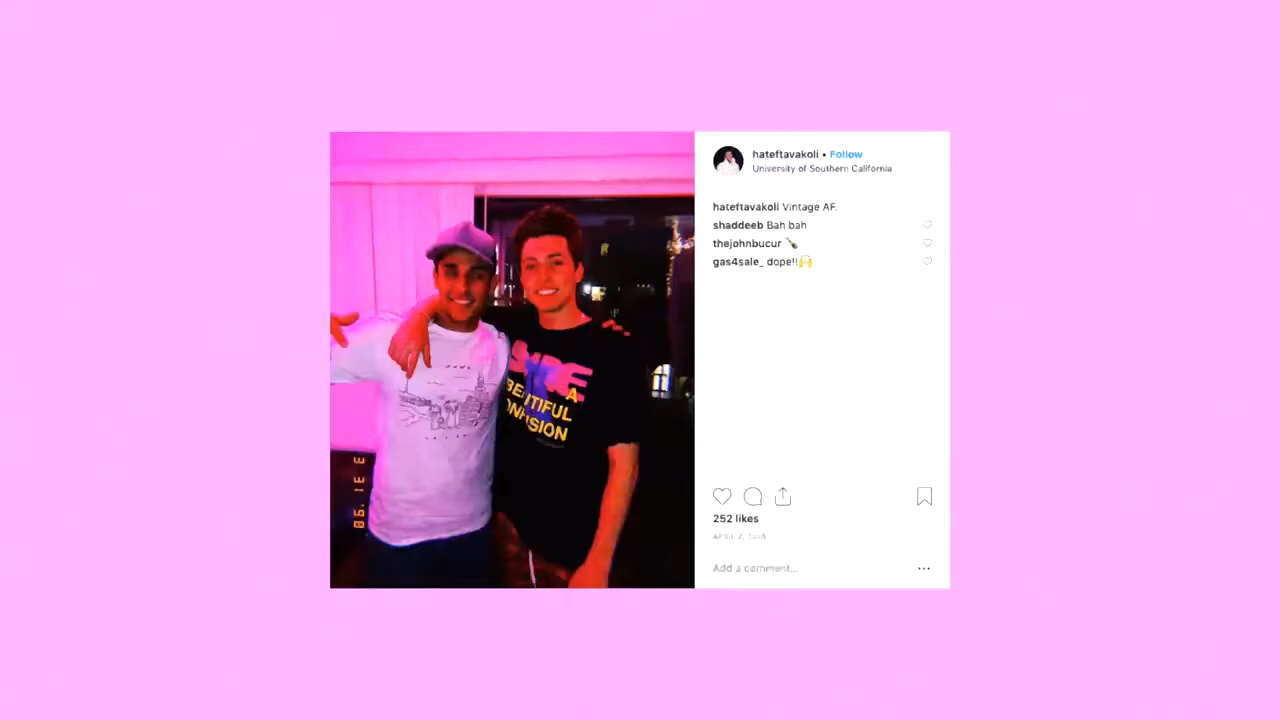 hateftavakoli • Follow
University of Southern California
hateftavakoli Vintage AF.
shaddeeb Bah bah
thejohnbucur
gas4sale_ dope!!🙌
A
BEAUTIFUL
CONFUSION
252 likes
Add a comment...